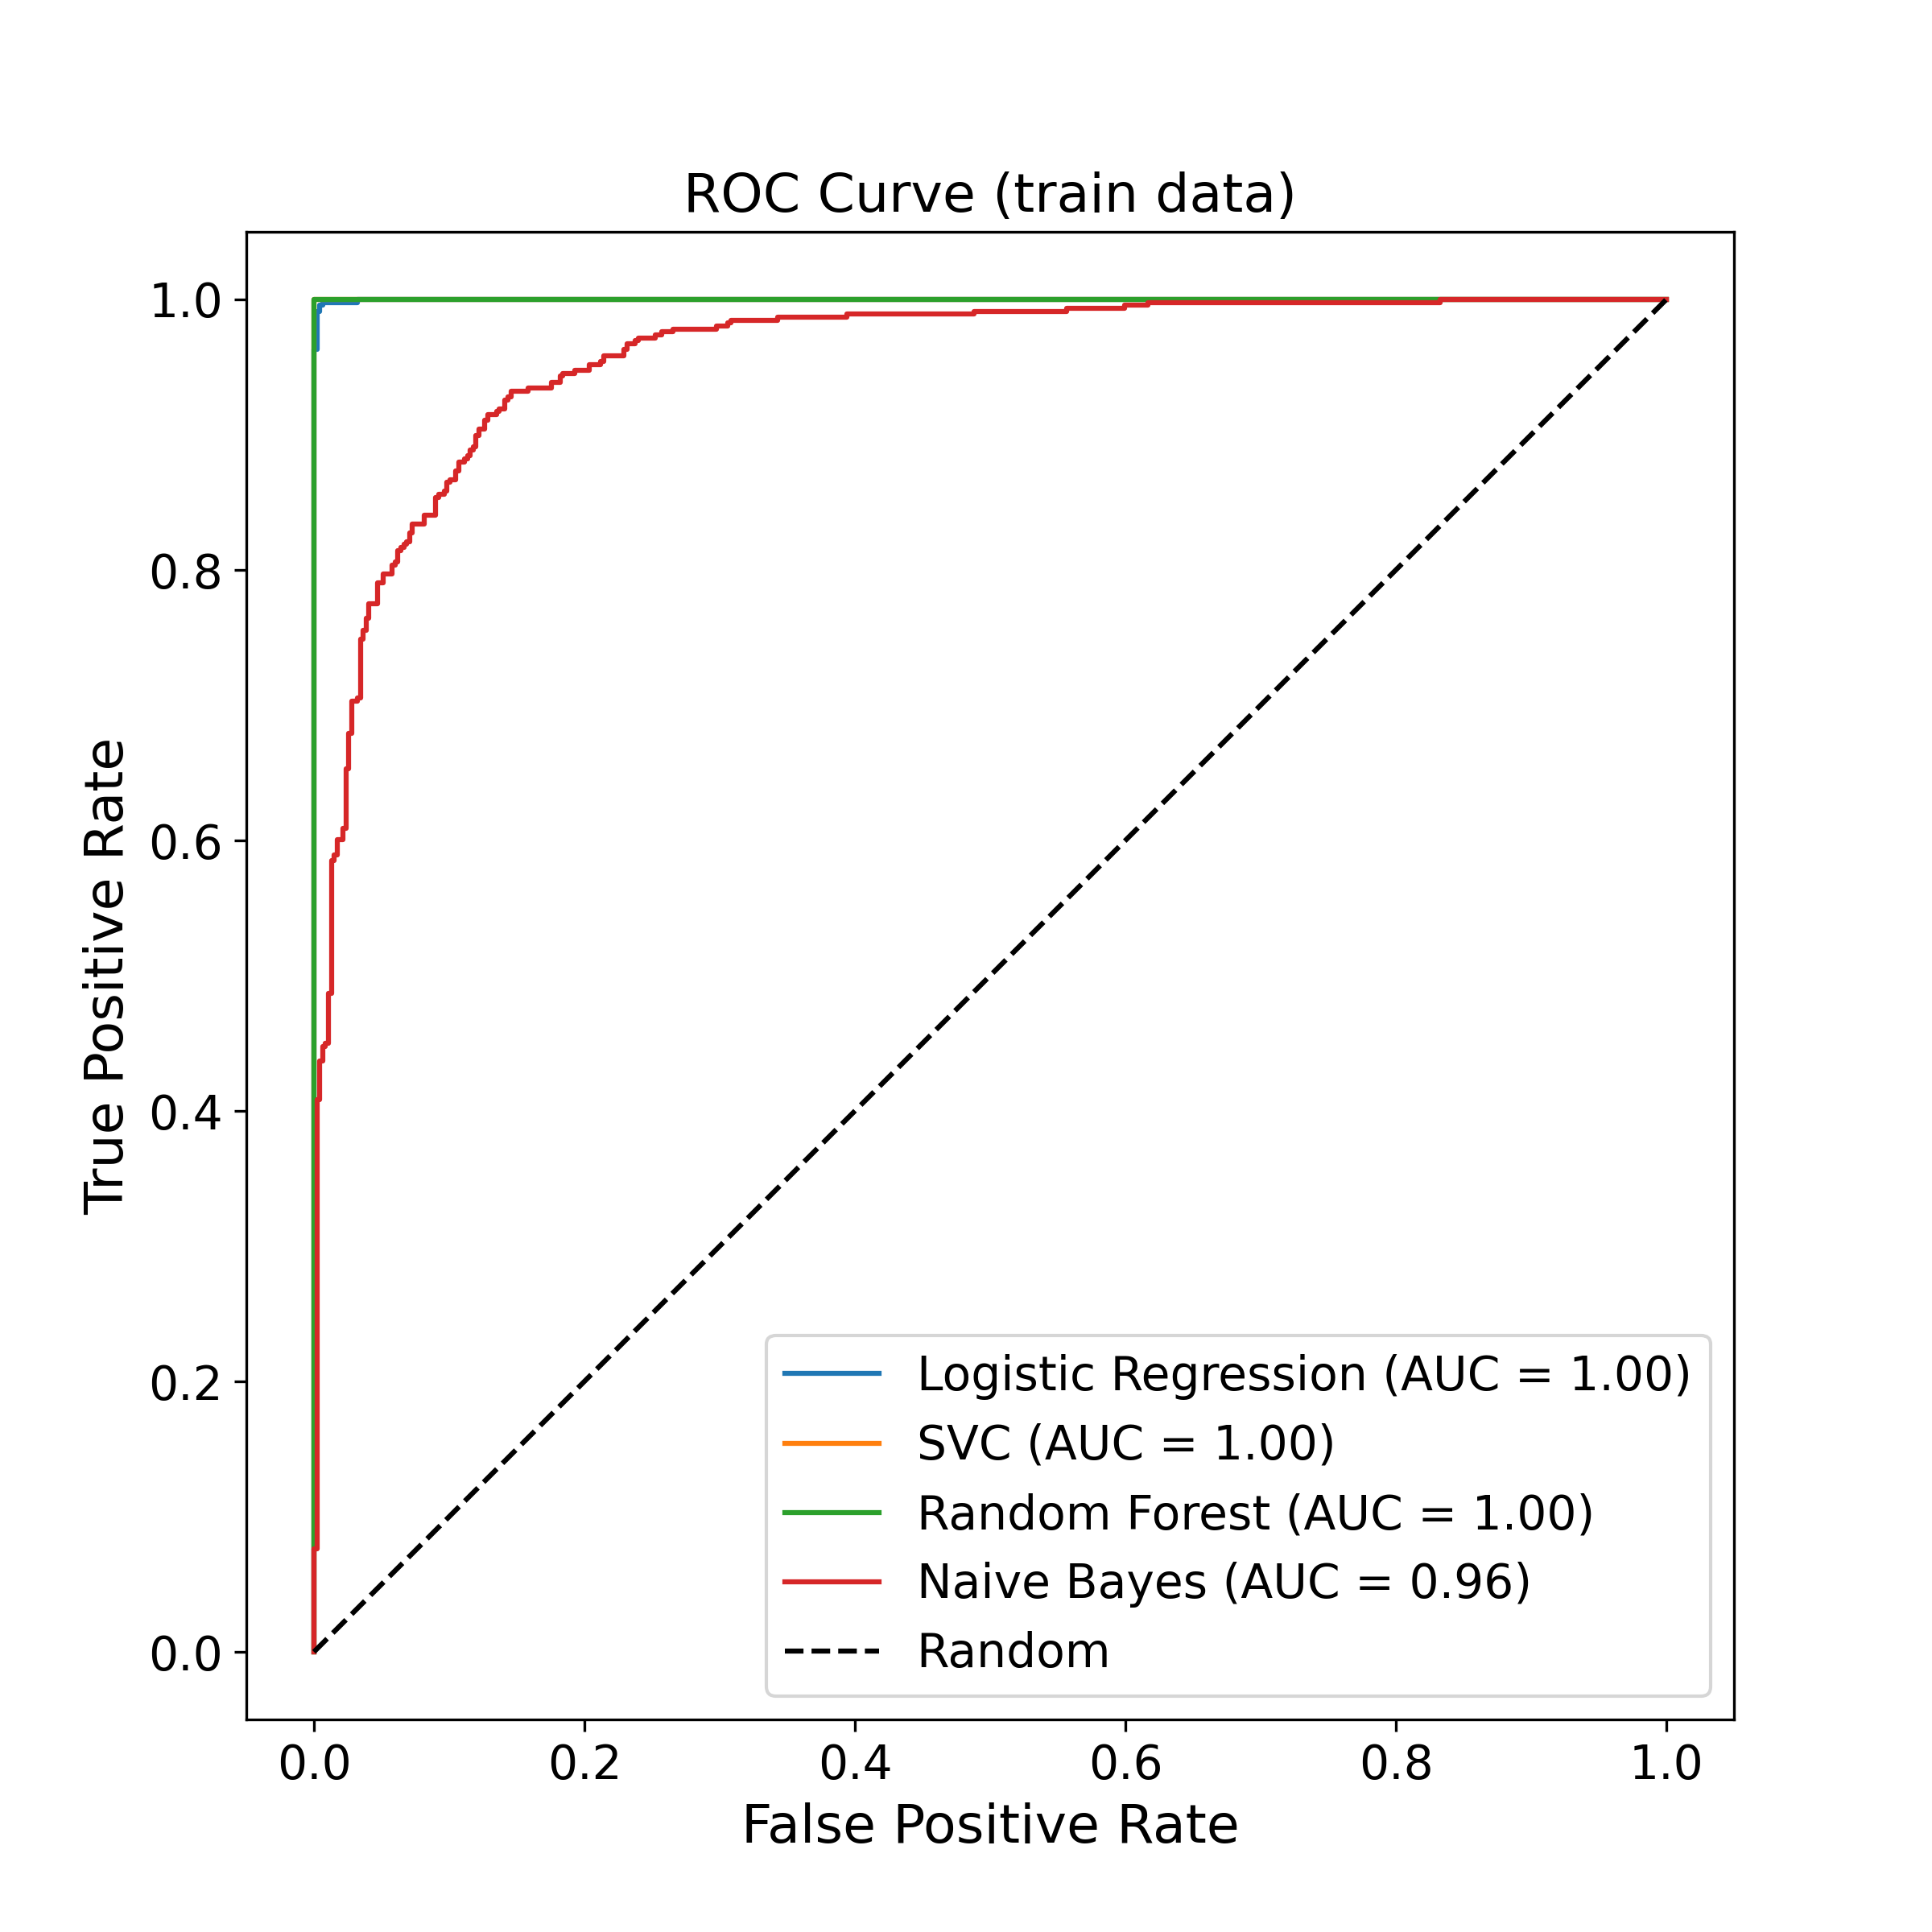 ROC Curve (train data)
True Positive Rate
1.0
0.8
0.6
0.4
0.2
0.0
Logistic Regression (AUC = 1.00)
SVC (AUC = 1.00)
Random Forest (AUC = 1.00)
Naive Bayes (AUC = 0.96)
Random
0.0 0.2 0.4 0.6 0.8 1.0
False Positive Rate